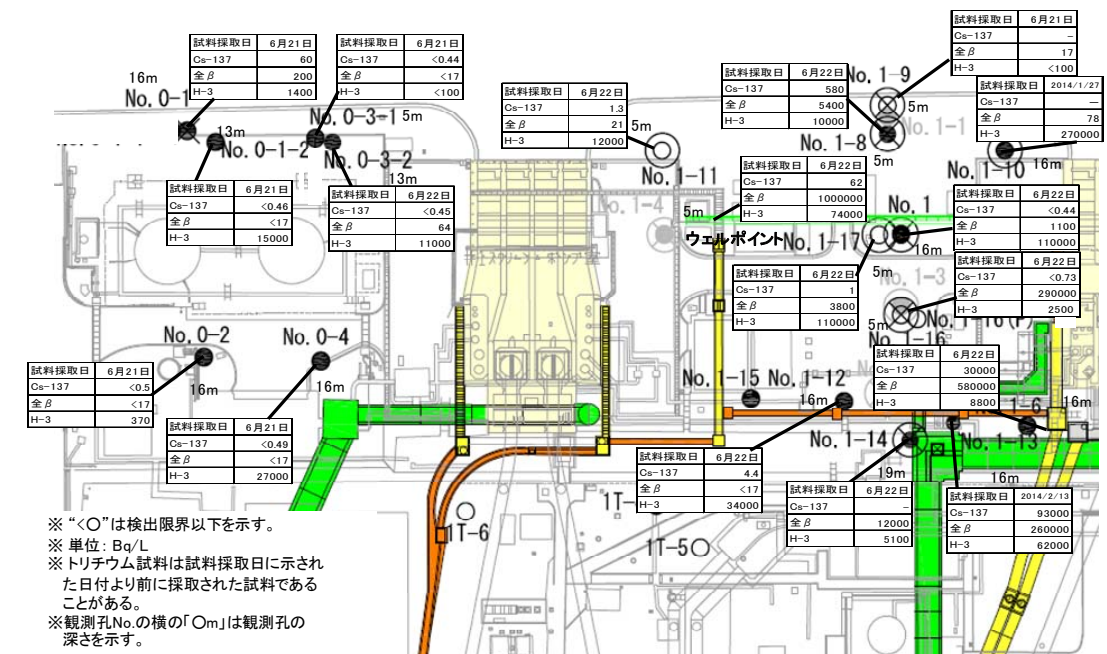 試料採取日 6月21日
Cs-137 60
全β 200
H-3 1400
試料採取日 6月21日
Cs-137 <0.44
全β <17
H-3 <100
試料採取日 6月22日
Cs-137 1.3
全β 21
H-3 12000
試料採取日 6月22日
Cs-137 580
全β 5400
H-3 10000
試料採取日 6月21日
Cs-137 −
全β 17
H-3 <100
試料採取日 2014/1/27
Cs-137 −
全β 78
H-3 270000
16m
No. 0-1
No. 0-3-1 5m
13m
No. 0-1-2
No. 0-3-2
13m
5m
No. 1-11
No. 1-9
5m
No. 1-1
No. 1-8
5m
No. 1-10 16m
試料採取日 6月21日
Cs-137 <0.46
全β <17
H-3 15000
試料採取日 6月22日
Cs-137 <0.45
全β 64
H-3 11000
試料採取日 6月22日
Cs-137 62
全β 1000000
H-3 74000
試料採取日 6月22日
Cs-137 <0.44
全β 1100
H-3 110000
No. 1-4
5m
ウェルポイント
No. 1
No. 1-17
16m
5m
No. 1-3
試料採取日 6月22日
Cs-137 1
全β 3800
H-3 110000
試料採取日 6月22日
Cs-137 <0.73
全β 290000
H-3 2500
5m
No. 1-16(P)
No. 1-16
No. 0-2
16m
No. 0-4
16m
試料採取日 6月21日
Cs-137 <0.5
全β <17
H-3 370
試料採取日 6月21日
Cs-137 <0.49
全β <17
H-3 27000
試料採取日 6月22日
Cs-137 30000
全β 580000
H-3 8800
No. 1-15 No. 1-12
16m
1-6
16m
No. 1-14
19m
No. 1-13
16m
試料採取日 6月22日
Cs-137 4.4
全β <17
H-3 34000
試料採取日 6月22日
Cs-137 −
全β 12000
H-3 5100
試料採取日 2014/2/13
Cs-137 93000
全β 260000
H-3 62000
1T-6
1T-5
※ “<○”は検出限界以下を示す。
※ 単位: Bq/L
※ トリチウム試料は試料採取日に示され
た日付より前に採取された試料である
ことがある。
※観測孔No.の横の「○m」は観測孔の
深さを示す。